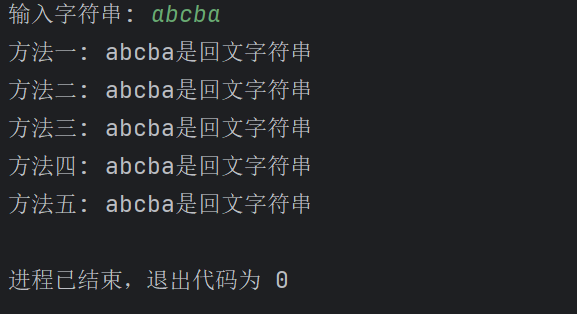 输入字符串: abcba
方法一: abcba是回文字符串
方法二: abcba是回文字符串
方法三: abcba是回文字符串
方法四: abcba是回文字符串
方法五: abcba是回文字符串
进程已结束，退出代码为 0